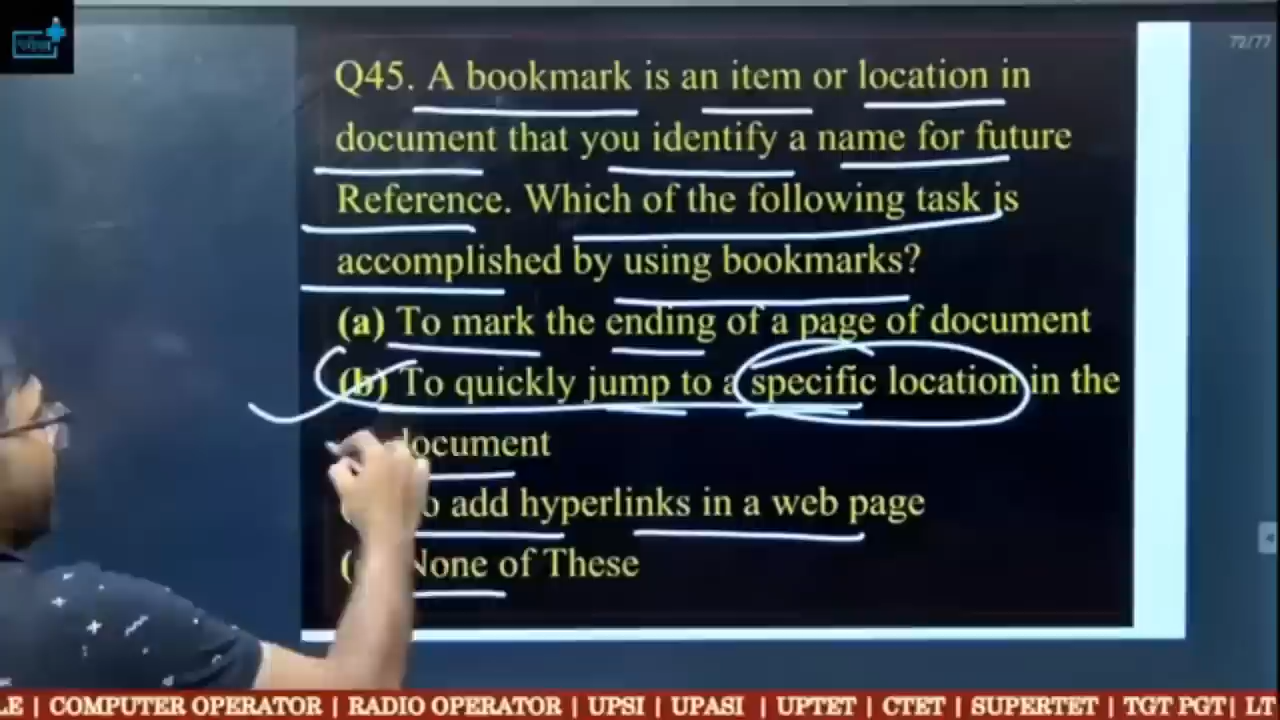 72/77
Q45. A bookmark is an item or location in
document that you identify a name for future
Reference. Which of the following task is
accomplished by using bookmarks?
(a) To mark the ending of a page of document
(b) To quickly jump to a specific location in the
document
To add hyperlinks in a web page
None of These
LE | COMPUTER OPERATOR | RADIO OPERATOR | UPSI | UPASI | UPTET | CTET | SUPERTET | TGT PGT | LT